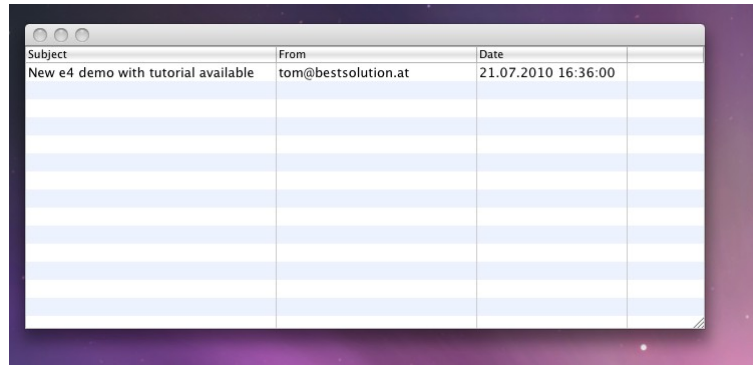 Subject From Date
New e4 demo with tutorial available tom@bestsolution.at 21.07.2010 16:36:00